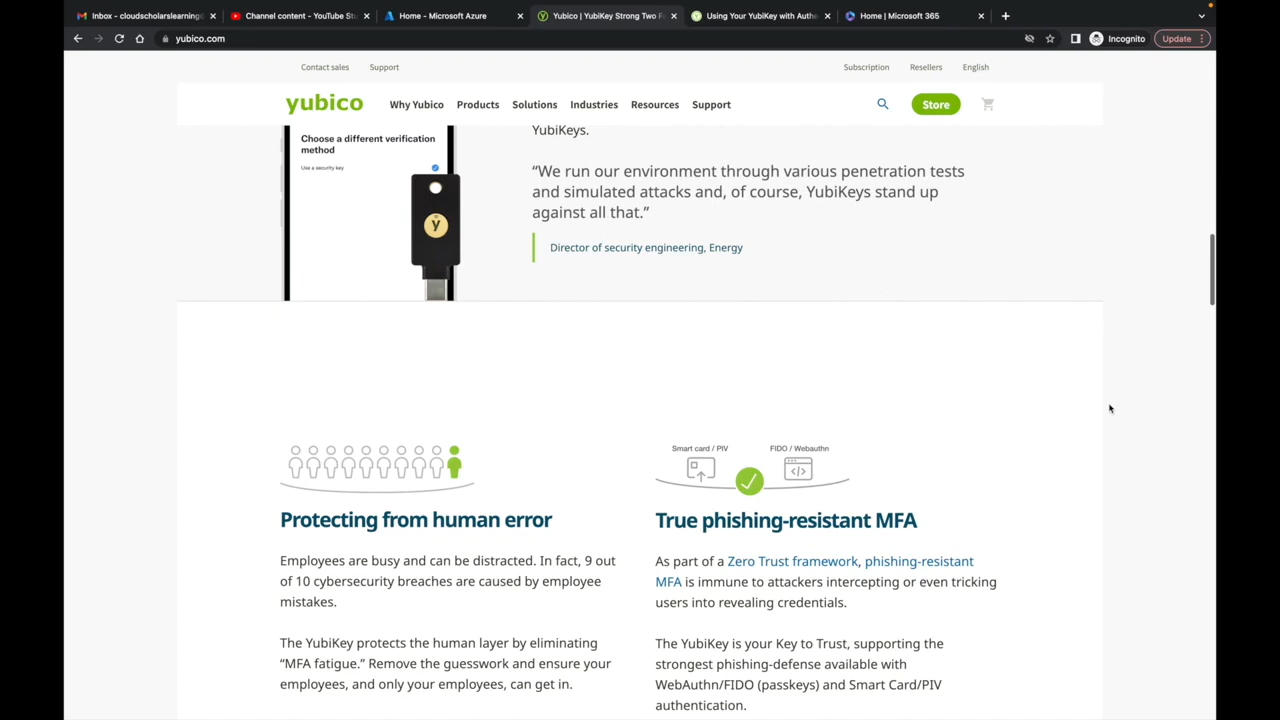 Inbox - cloudscholarslearning
Channel content - YouTube St
Home - Microsoft Azure
Yubico | YubiKey Strong Two F
Using Your YubiKey with Authe
Home | Microsoft 365
yubico.com
Incognito
Update
Contact sales
Support
Subscription
Resellers
English
yubico
Why Yubico
Products
Solutions
Industries
Resources
Support
Store
Choose a different verification
method
Use a security key
y
YubiKeys.
“We run our environment through various penetration tests
and simulated attacks and, of course, YubiKeys stand up
against all that.”
Director of security engineering, Energy
Protecting from human error
Employees are busy and can be distracted. In fact, 9 out
of 10 cybersecurity breaches are caused by employee
mistakes.
The YubiKey protects the human layer by eliminating
“MFA fatigue.” Remove the guesswork and ensure your
employees, and only your employees, can get in.
Smart card / PIV
FIDO / Webauthn
True phishing-resistant MFA
As part of a Zero Trust framework, phishing-resistant
MFA is immune to attackers intercepting or even tricking
users into revealing credentials.
The YubiKey is your Key to Trust, supporting the
strongest phishing-defense available with
WebAuthn/FIDO (passkeys) and Smart Card/PIV
authentication.